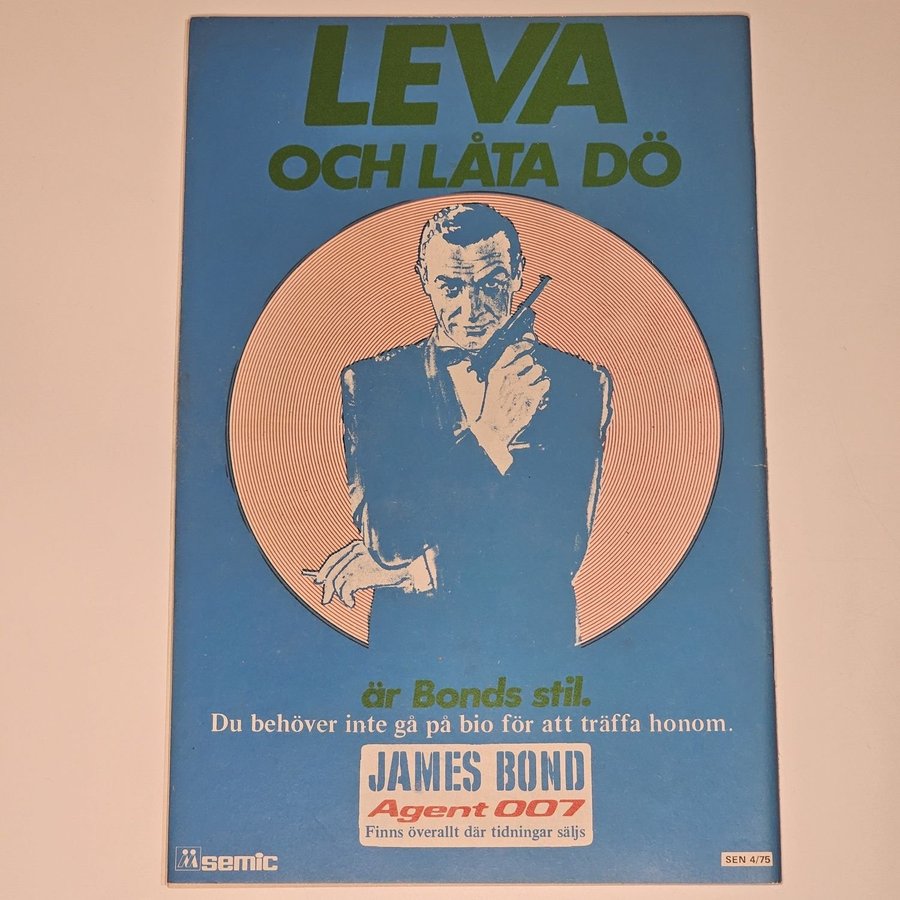 LEVA
OCH LÅTA DÖ
är Bonds stil.
Du behöver inte gå på bio för att träffa honom.
JAMES BOND
Agent 007
Finns överallt där tidningar säljs
semic
SEN 4/75